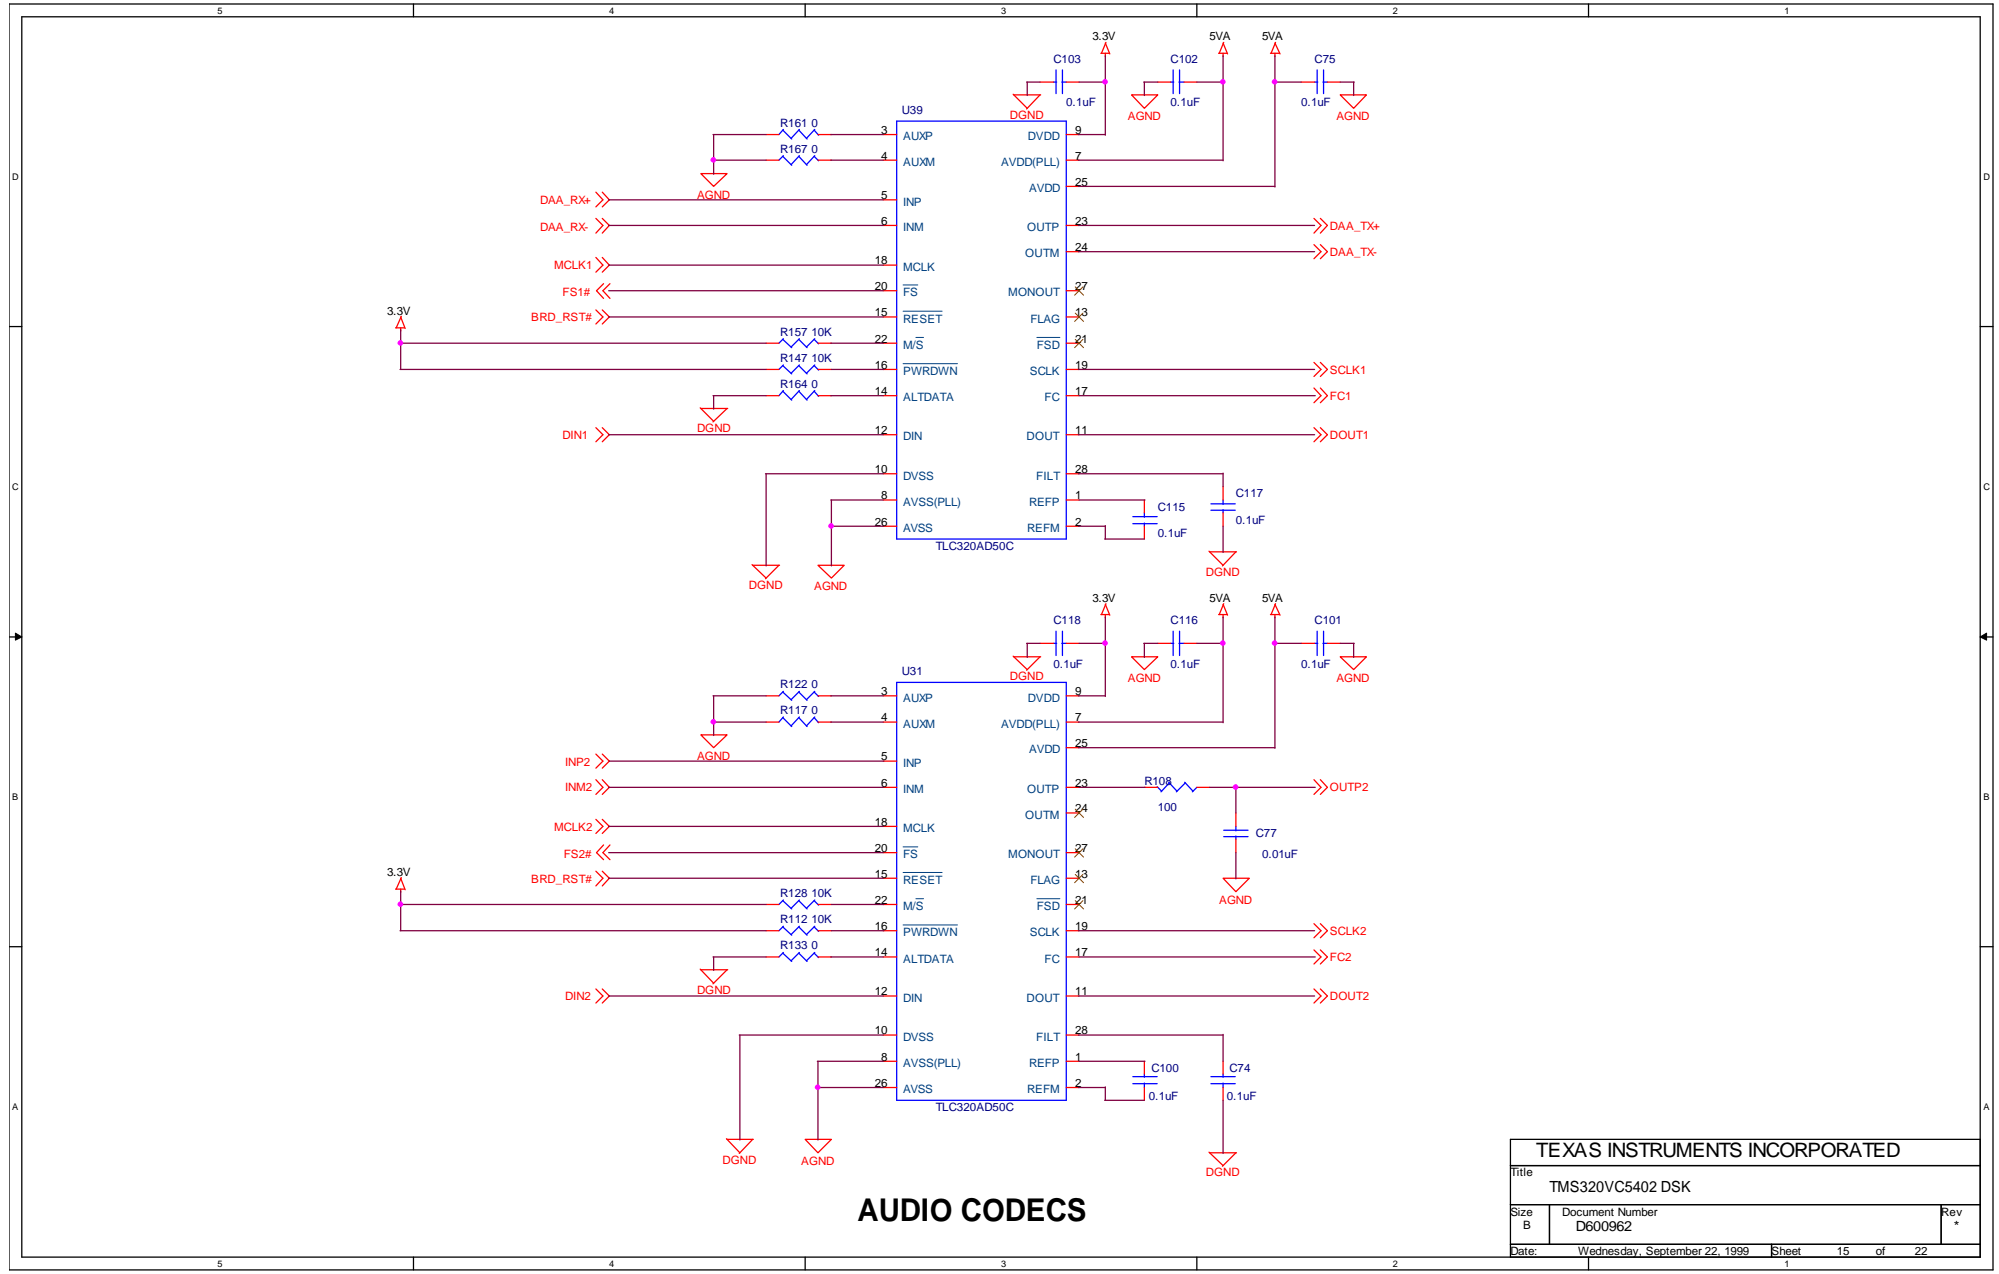 5 4 3 2 1
3.3V 5VA 5VA
C103 C102 C75
0.1uF 0.1uF 0.1uF
DGND AGND AGND
U39
R161 0 3 AUXP DVDD 9
R167 0 4 AUXM AVDD(PLL) 7
D D
AGND AVDD 25
DAA_RX+ 5 INP
DAA_RX- 6 INM OUTP 23 DAA_TX+
OUTM 24 DAA_TX-
MCLK1 18 MCLK
FS1# 20 FS MONOUT 27
3.3V
BRD_RST# 15 RESET FLAG 13
R157 10K 22 M/S FSD 21
R147 10K 16 PWRDWN SCLK 19 SCLK1
R164 0 14 ALTDATA FC 17 FC1
DGND
DIN1 12 DIN DOUT 11 DOUT1
10 DVSS FILT 28
C C
8 AVSS(PLL) REFP 1 C115 C117
26 AVSS REFM 2 0.1uF 0.1uF
TLC320AD50C
DGND AGND DGND
3.3V 5VA 5VA
C118 C116 C101
0.1uF 0.1uF 0.1uF
DGND AGND AGND
U31
R122 0 3 AUXP DVDD 9
R117 0 4 AUXM AVDD(PLL) 7
AGND AVDD 25
INP2 5 INP
INM2 6 INM OUTP 23 R108 OUTP2
B B
100
OUTM 24
MCLK2 18 MCLK C77
FS2# 20 FS MONOUT 27 0.01uF
3.3V
BRD_RST# 15 RESET FLAG 13
AGND
R128 10K 22 M/S FSD 21
R112 10K 16 PWRDWN SCLK 19 SCLK2
R133 0 14 ALTDATA FC 17 FC2
DGND
DIN2 12 DIN DOUT 11 DOUT2
10 DVSS FILT 28
8 AVSS(PLL) REFP 1 C100 C74
26 AVSS REFM 2 0.1uF 0.1uF
A A
TLC320AD50C
DGND AGND DGND
AUDIO CODECS
TEXAS INSTRUMENTS INCORPORATED
Title
TMS320VC5402 DSK
Size Document Number Rev
B D600962 *
Date: Wednesday, September 22, 1999 Sheet 15 of 22
5 4 3 2 1